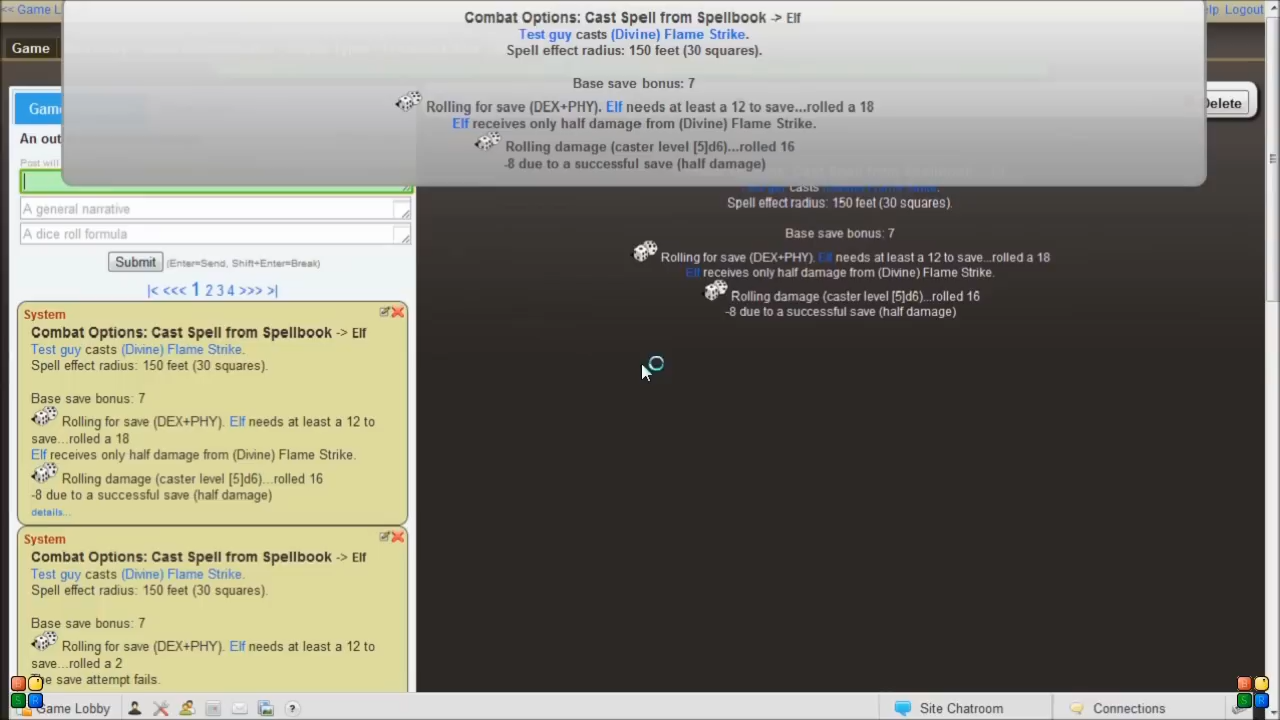 << Game L
lp Logout
Game
Combat Options: Cast Spell from Spellbook -> Elf
Test guy casts (Divine) Flame Strike.
Spell effect radius: 150 feet (30 squares).
Base save bonus: 7
Rolling for save (DEX+PHY). Elf needs at least a 12 to save...rolled a 18
Elf receives only half damage from (Divine) Flame Strike.
Rolling damage (caster level [5]d6)...rolled 16
-8 due to a successful save (half damage)
Delete
Gam
An ou
Post will
A general narrative
A dice roll formula
Submit (Enter=Send, Shift+Enter=Break)
|< <<< 1 2 3 4 >>> >|
System
Combat Options: Cast Spell from Spellbook -> Elf
Test guy casts (Divine) Flame Strike.
Spell effect radius: 150 feet (30 squares).
Base save bonus: 7
Rolling for save (DEX+PHY). Elf needs at least a 12 to
save...rolled a 18
Elf receives only half damage from (Divine) Flame Strike.
Rolling damage (caster level [5]d6)...rolled 16
-8 due to a successful save (half damage)
details...
System
Combat Options: Cast Spell from Spellbook -> Elf
Test guy casts (Divine) Flame Strike.
Spell effect radius: 150 feet (30 squares).
Base save bonus: 7
Rolling for save (DEX+PHY). Elf needs at least a 12 to
save...rolled a 2
The save attempt fails.
Test guy casts
Spell effect radius: 150 feet (30 squares).
Base save bonus: 7
Rolling for save (DEX+PHY). Elf needs at least a 12 to save...rolled a 18
Elf receives only half damage from (Divine) Flame Strike.
Rolling damage (caster level [5]d6)...rolled 16
-8 due to a successful save (half damage)
B
S R
Game Lobby
Site Chatroom
Connections
B
S R